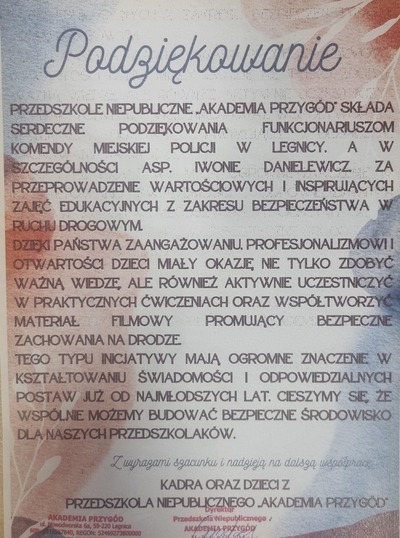 Podziękowanie
PRZEDSZKOLE NIEPUBLICZNE „AKADEMIA PRZYGÓD" SKŁADA
SERDECZNE PODZIĘKOWANIA FUNKCJONARIUSZOM
KOMENDY MIEJSKIEJ POLICJI W LEGNICY, A W
SZCZEGÓLNOŚCI ASP. IWONIE DANIELEWICZ ZA
PRZEPROWADZENIE WARTOŚCIOWYCH I INSPIRUJĄCYCH
ZAJĘĆ EDUKACYJNYCH Z ZAKRESU BEZPIECZEŃSTWA W
RUCHU DROGOWYM.
DZIĘKI PAŃSTWA ZAANGAŻOWANIU, PROFESJONALIZMOWI I
OTWARTOŚCI DZIECI MIAŁY OKAZJĘ NIE TYLKO ZDOBYĆ
WAŻNĄ WIEDZĘ, ALE RÓWNIEŻ AKTYWNIE UCZESTNICZYĆ
W PRAKTYCZNYCH ĆWICZENIACH ORAZ WSPÓŁTWORZYĆ
MATERIAŁ FILMOWY PROMUJĄCY BEZPIECZNE
ZACHOWANIA NA DRODZE.
TEGO TYPU INICJATYWY MAJĄ OGROMNE ZNACZENIE W
KSZTAŁTOWANIU ŚWIADOMOŚCI I ODPOWIEDZIALNYCH
POSTAW JUŻ OD NAJMŁODSZYCH LAT. CIESZYMY SIĘ, ŻE
WSPÓLNIE MOŻEMY BUDOWAĆ BEZPIECZNE ŚRODOWISKO
DLA NASZYCH PRZEDSZKOLAKÓW.
Z wyrazami szacunku i nadzieją na dalszą współpracę,
KADRA ORAZ DZIECI Z
PRZEDSZKOLA NIEPUBLICZNEGO „AKADEMIA PRZYGÓD"
AKADEMIA PRZYGÓD
59-220 Legnica
REGON:
Dyrektor
Przedszkola Niepublicznego
AKADEMIA PRZYGÓD